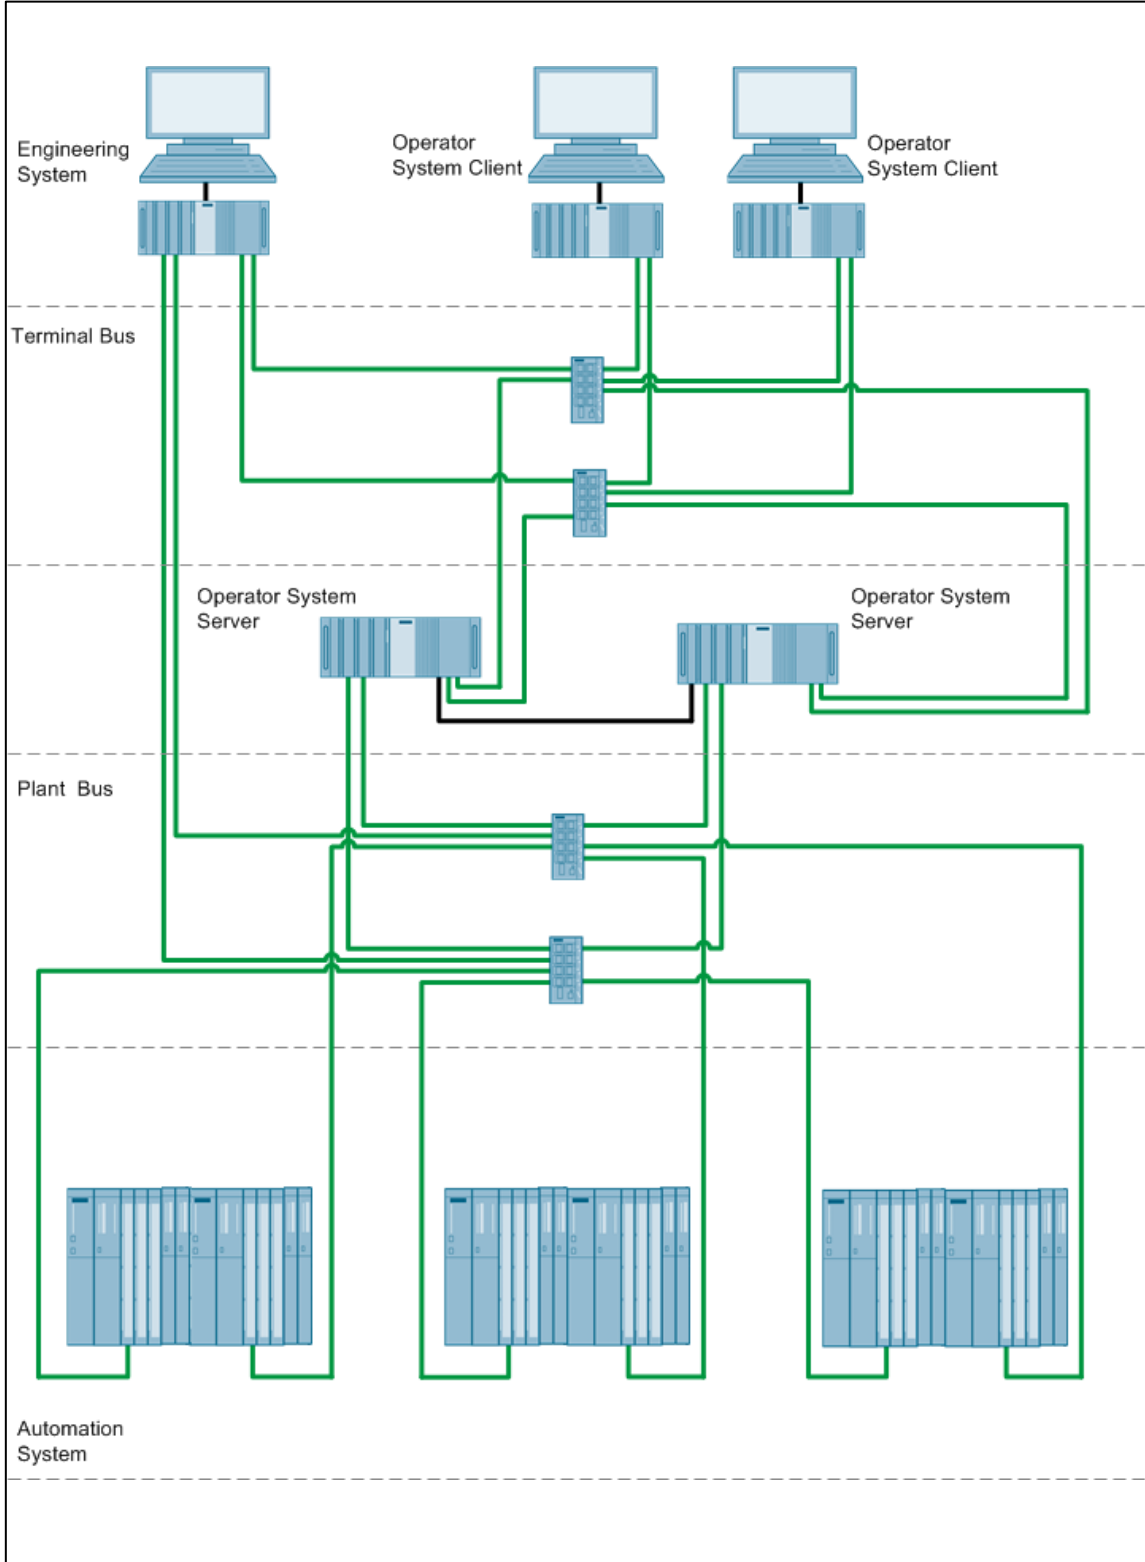 Engineering
System
Operator
System Client
Operator
System Client
Terminal Bus
Operator System
Server
Operator System
Server
Plant  Bus
Automation
System